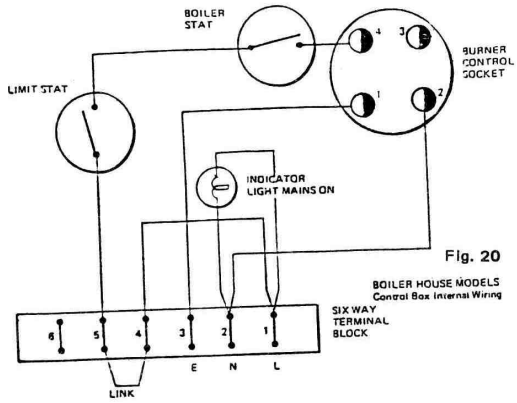 BOILER
STAT
4
3
BURNER
CONTROL
SOCKET
LIMIT STAT
1
2
INDICATOR
LIGHT MAINS ON
Fig. 20
BOILER HOUSE MODELS
Control Box Internal Wiring
SIX WAY
TERMINAL
BLOCK
6
5
4
3
2
1
E
N
L
LINK